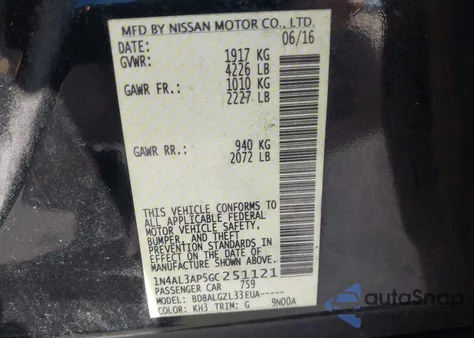 MFD BY NISSAN MOTOR CO., LTD.
DATE: 06/16
GVWR: 1917 KG
4226 LB
GAWR FR.: 1010 KG
2227 LB
GAWR RR.: 940 KG
2072 LB
THIS VEHICLE CONFORMS TO
ALL APPLICABLE FEDERAL
MOTOR VEHICLE SAFETY,
BUMPER, AND THEFT
PREVENTION STANDARDS IN
EFFECT ON THE DATE OF
MANUFACTURE SHOWN ABOVE.
1N4AL3AP5GC251121
PASSENGER CAR 759
MODEL: BDBALGZL33EUA-----
COLOR: KH3 TRIM: G 9N00A
autoSnap